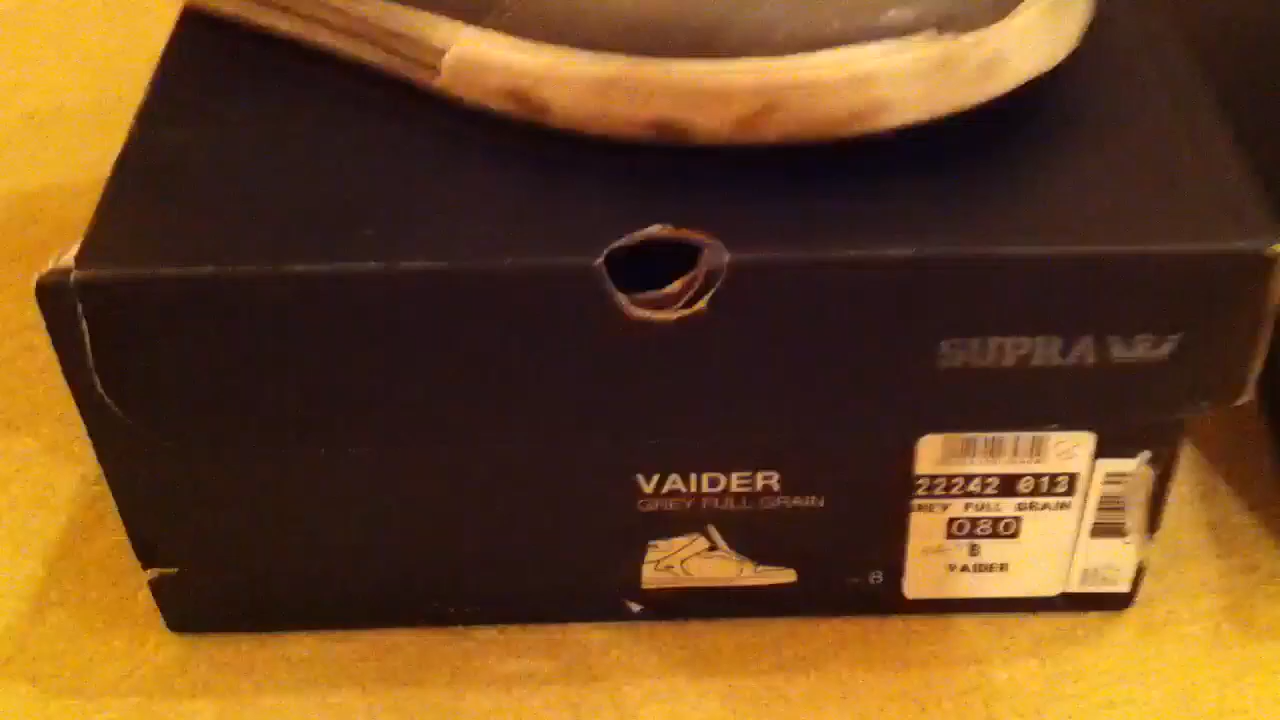 SUPRA
VAIDER
GREY FULL GRAIN
8
22242 013
GREY FULL GRAIN
080
8
VAIDER